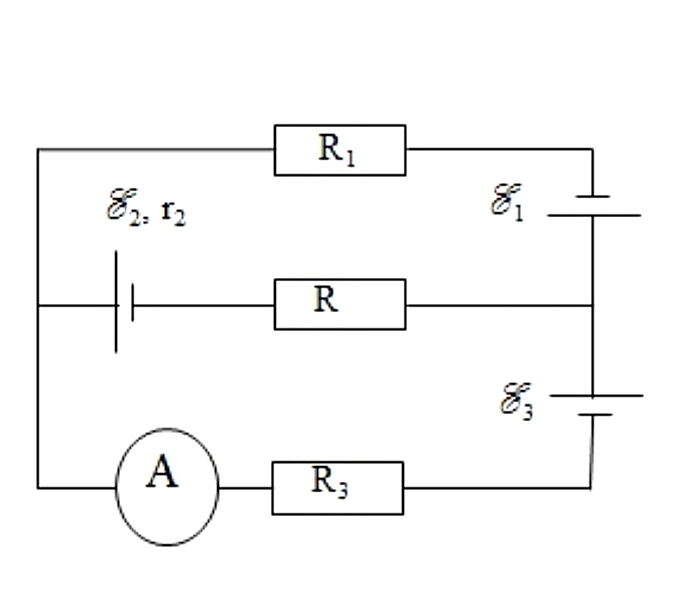 R₁
ℰ₁
ℰ₂, r₂
R
ℰ₃
A
R₃